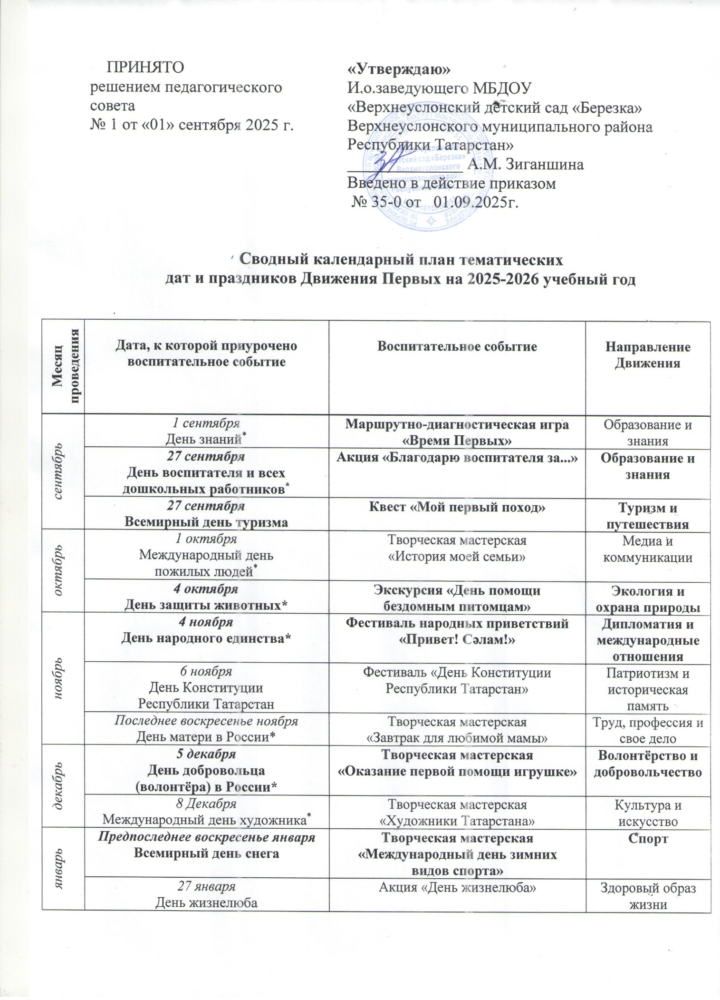 ПРИНЯТО
решением педагогического
совета
№ 1 от «01» сентября 2025 г.
«Утверждаю»
И.о.заведующего МБДОУ
«Верхнеуслонский детский сад «Березка»
Верхнеуслонского муниципального района
Республики Татарстан»
_______________ А.М. Зиганшина
Введено в действие приказом
№ 35-0 от 01.09.2025г.
детский сад «Березка»
Верхнеуслонского
муниципального
Сводный календарный план тематических
дат и праздников Движения Первых на 2025-2026 учебный год
Месяц
проведения
Дата, к которой приурочено
воспитательное событие
Воспитательное событие
Направление
Движения
сентябрь
1 сентября
День знаний*
Маршрутно-диагностическая игра
«Время Первых»
Образование и
знания
27 сентября
День воспитателя и всех
дошкольных работников*
Акция «Благодарю воспитателя за...»
Образование и
знания
27 сентября
Всемирный день туризма
Квест «Мой первый поход»
Туризм и
путешествия
октябрь
1 октября
Международный день
пожилых людей*
Творческая мастерская
«История моей семьи»
Медиа и
коммуникации
4 октября
День защиты животных*
Экскурсия «День помощи
бездомным питомцам»
Экология и
охрана природы
ноябрь
4 ноября
День народного единства*
Фестиваль народных приветствий
«Привет! Сәлам!»
Дипломатия и
международные
отношения
6 ноября
День Конституции
Республики Татарстан
Фестиваль «День Конституции
Республики Татарстан»
Патриотизм и
историческая
память
Последнее воскресенье ноября
День матери в России*
Творческая мастерская
«Завтрак для любимой мамы»
Труд, профессия и
свое дело
декабрь
5 декабря
День добровольца
(волонтёра) в России*
Творческая мастерская
«Оказание первой помощи игрушке»
Волонтёрство и
добровольчество
8 Декабря
Международный день художника*
Творческая мастерская
«Художники Татарстана»
Культура и
искусство
январь
Предпоследнее воскресенье января
Всемирный день снега
Творческая мастерская
«Международный день зимних
видов спорта»
Спорт
27 января
День жизнелюба
Акция «День жизнелюба»
Здоровый образ
жизни